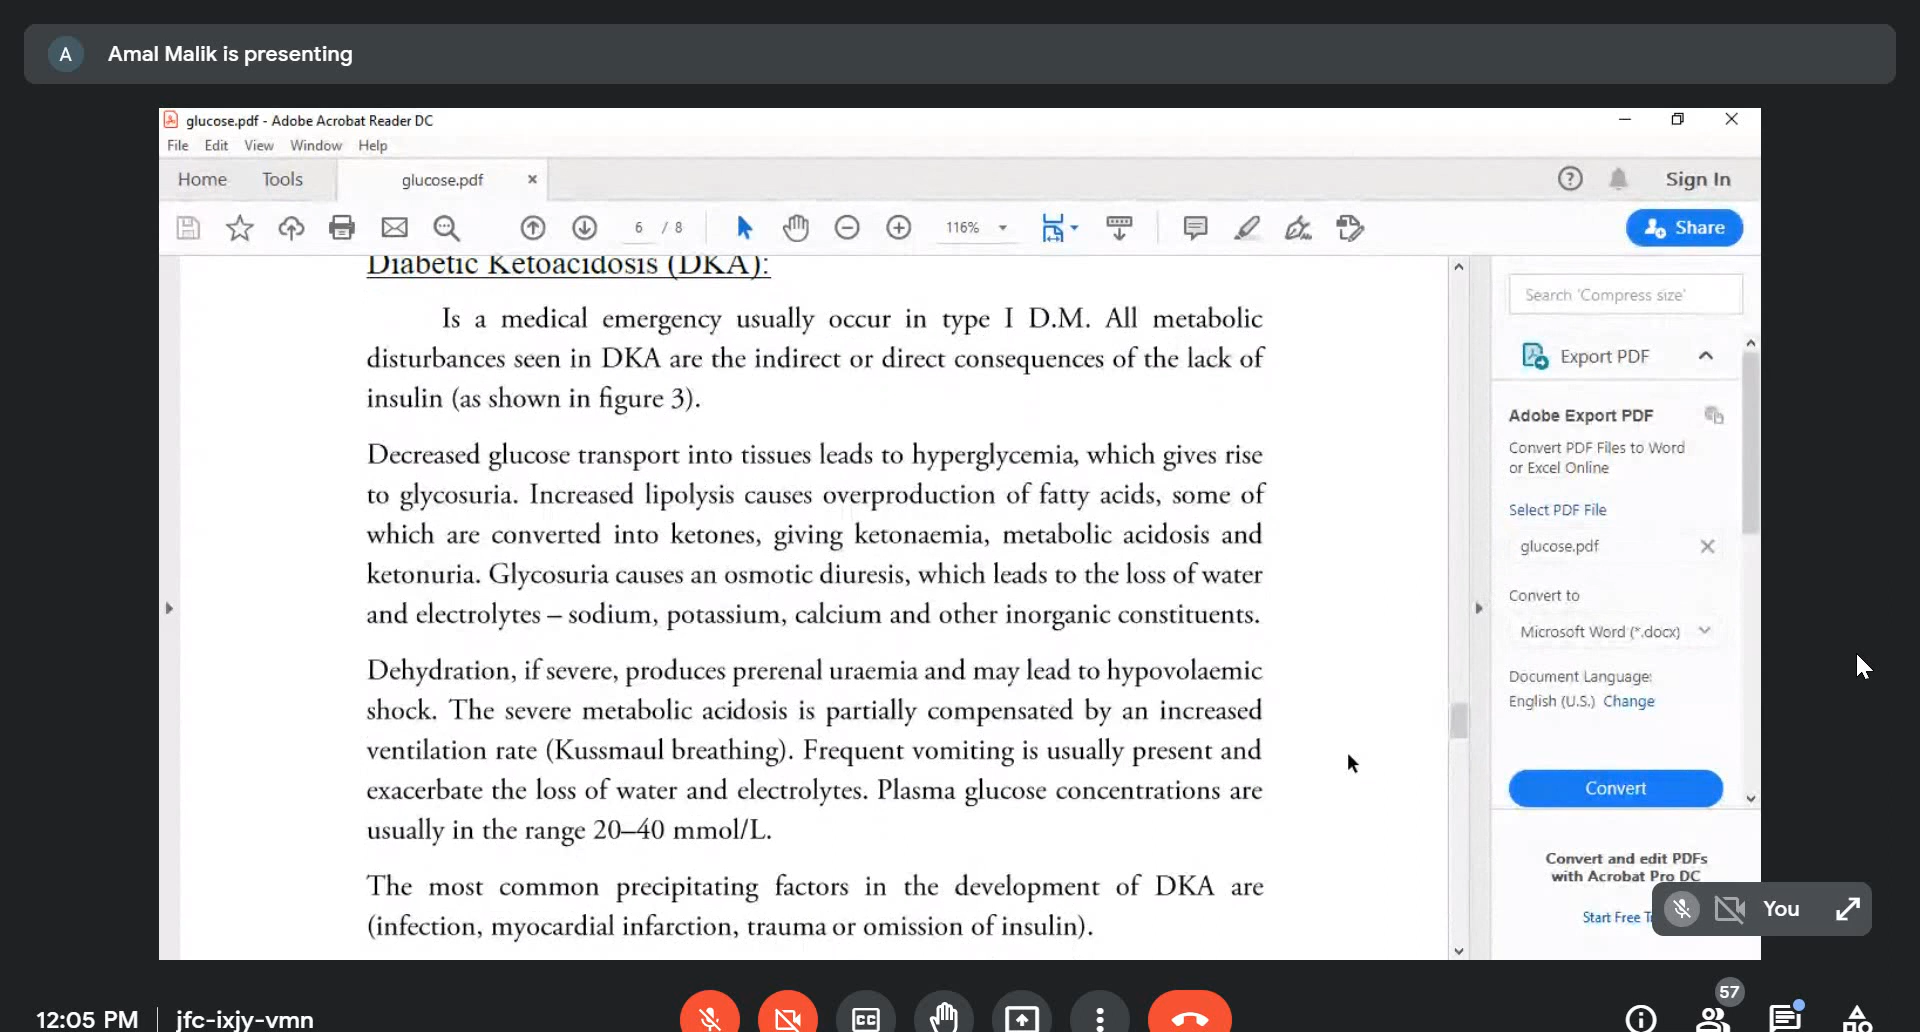 A Amal Malik is presenting
glucose.pdf - Adobe Acrobat Reader DC
File Edit View Window Help
Home Tools glucose.pdf × Sign In
6 / 8 116% Share
Diabetic Ketoacidosis (DKA):
Is a medical emergency usually occur in type I D.M. All metabolic
disturbances seen in DKA are the indirect or direct consequences of the lack of
insulin (as shown in figure 3).
Decreased glucose transport into tissues leads to hyperglycemia, which gives rise
to glycosuria. Increased lipolysis causes overproduction of fatty acids, some of
which are converted into ketones, giving ketonaemia, metabolic acidosis and
ketonuria. Glycosuria causes an osmotic diuresis, which leads to the loss of water
and electrolytes – sodium, potassium, calcium and other inorganic constituents.
Dehydration, if severe, produces prerenal uraemia and may lead to hypovolaemic
shock. The severe metabolic acidosis is partially compensated by an increased
ventilation rate (Kussmaul breathing). Frequent vomiting is usually present and
exacerbate the loss of water and electrolytes. Plasma glucose concentrations are
usually in the range 20–40 mmol/L.
The most common precipitating factors in the development of DKA are
(infection, myocardial infarction, trauma or omission of insulin).
Search 'Compress size'
Export PDF
Adobe Export PDF
Convert PDF Files to Word
or Excel Online
Select PDF File
glucose.pdf
Convert to
Microsoft Word (*.docx)
Document Language:
English (U.S.) Change
Convert
Convert and edit PDFs
with Acrobat Pro DC
Start Free
You
12:05 PM jfc-ixjy-vmn
CC
57